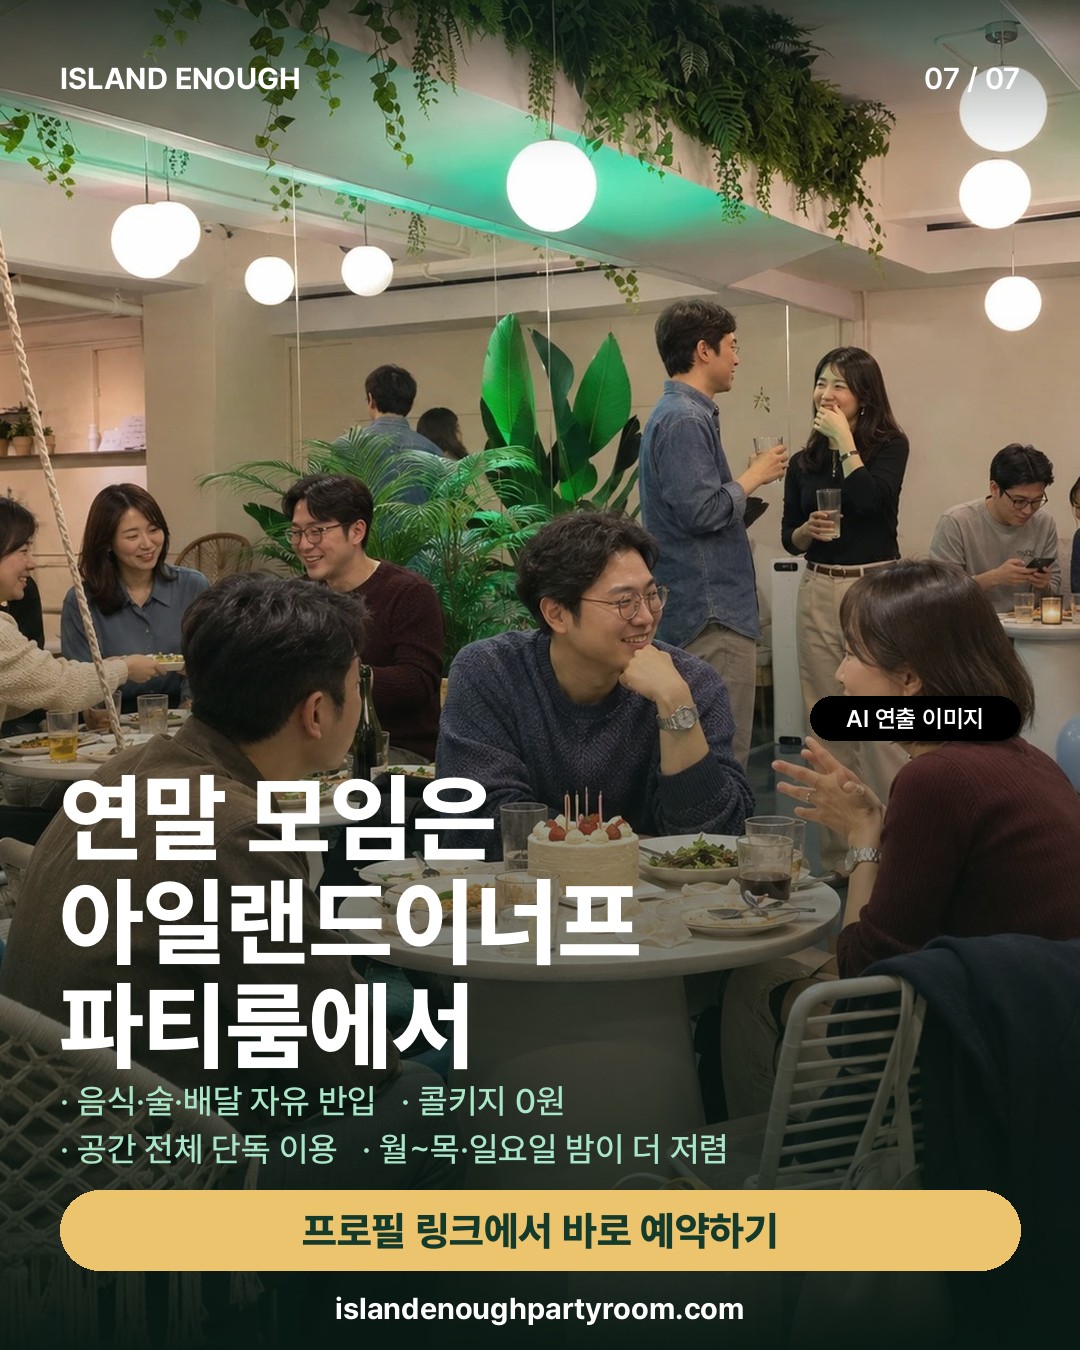 ISLAND ENOUGH
07 / 07
AI 연출 이미지
연말 모임은
아일랜드이너프
파티룸에서
· 음식·술·배달 자유 반입 · 콜키지 0원
· 공간 전체 단독 이용 · 월~목·일요일 밤이 더 저렴
프로필 링크에서 바로 예약하기
islandenoughpartyroom.com